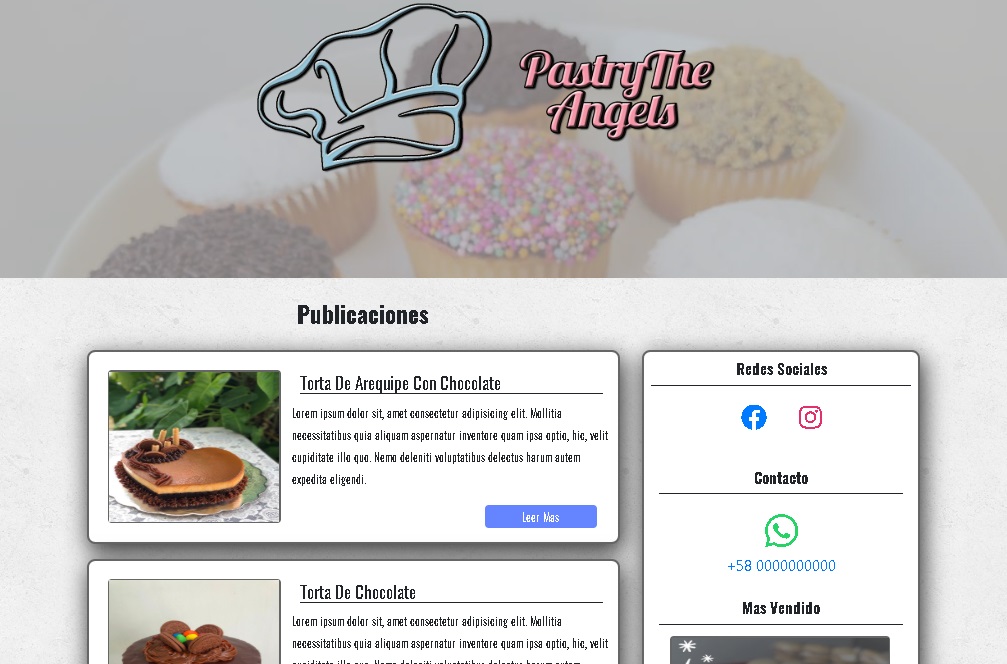 PastryThe
Angels
Publicaciones
Torta De Arequipe Con Chocolate
Lorem ipsum dolor sit, amet consectetur adipisicing elit. Mollitia
necessitatibus quia aliquam aspernatur inventore quam ipsa optio, hic, velit
cupiditate illo quo. Nemo deleniti voluptatibus delectus harum autem
expedita eligendi.
Leer Mas
Torta De Chocolate
Lorem ipsum dolor sit, amet consectetur adipisicing elit. Mollitia
necessitatibus quia aliquam aspernatur inventore quam ipsa optio, hic, velit
Redes Sociales
Contacto
+58 0000000000
Mas Vendido